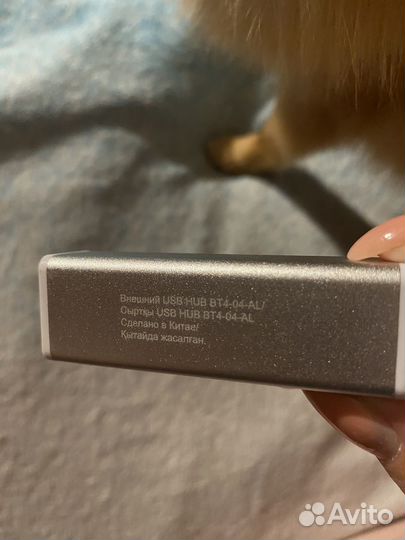 Внешний USB HUB BT4-04-AL/
Сыртқы USB HUB BT4-04-AL
Сделано в Китае/
Қытайда жасалған.
Avito